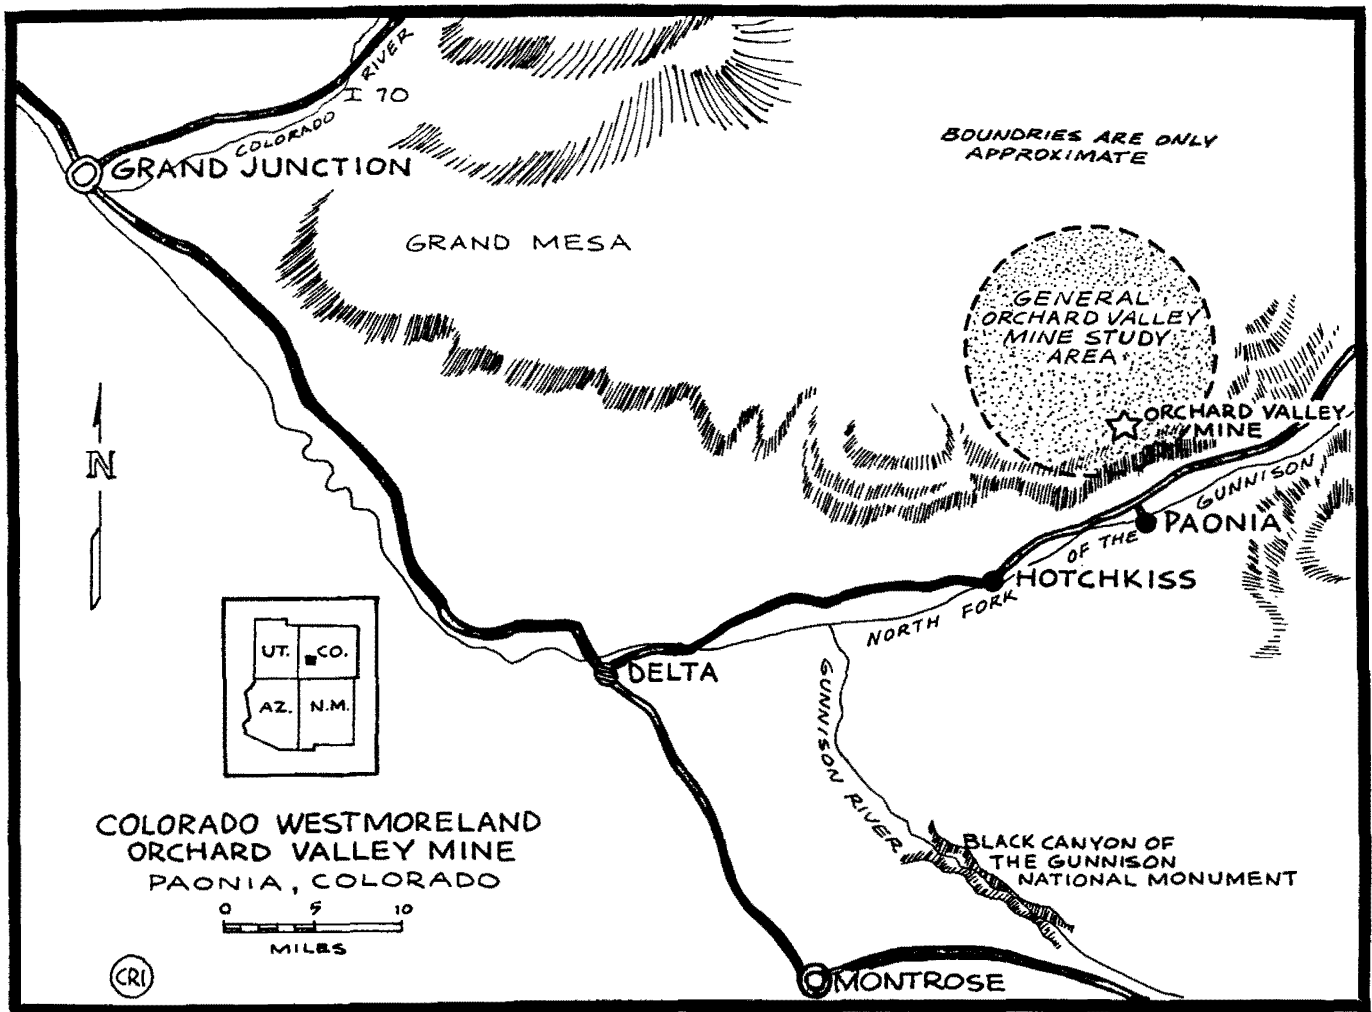 RIVER
I 70
COLORADO
GRAND JUNCTION
BOUNDRIES ARE ONLY
APPROXIMATE
GRAND MESA
GENERAL
ORCHARD VALLEY
MINE STUDY
AREA
ORCHARD VALLEY
MINE
N
GUNNISON
PAONIA
OF THE
HOTCHKISS
NORTH FORK
DELTA
UT. CO.
AZ. N.M.
GUNNISON RIVER
COLORADO WESTMORELAND
ORCHARD VALLEY MINE
PAONIA, COLORADO
0 5 10
MILES
BLACK CANYON OF
THE GUNNISON
NATIONAL MONUMENT
CRI
MONTROSE